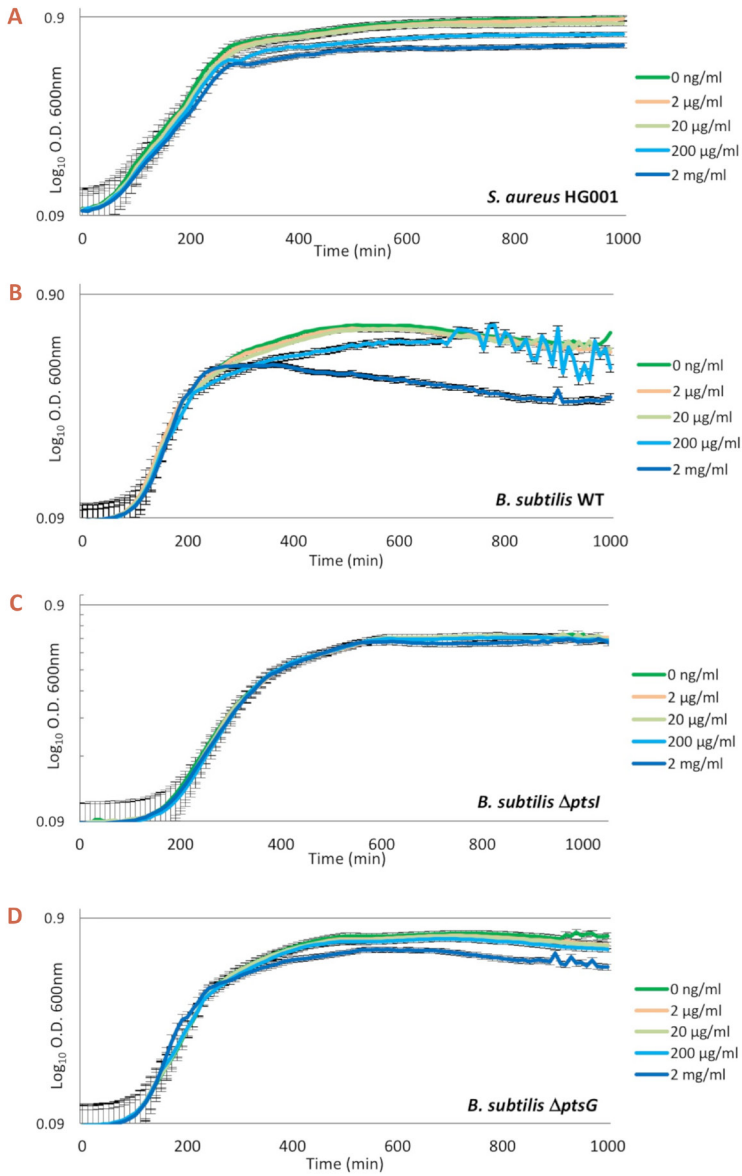 A
0.9
Log10 O.D. 600nm
0.09
0 200 400 600 800 1000
Time (min)
S. aureus HG001
0 ng/ml
2 µg/ml
20 µg/ml
200 µg/ml
2 mg/ml
B
0.90
Log10 O.D. 600nm
0.09
0 200 400 600 800 1000
Time (min)
B. subtilis WT
0 ng/ml
2 µg/ml
20 µg/ml
200 µg/ml
2 mg/ml
C
0.9
Log10 O.D. 600nm
0.09
0 200 400 600 800 1000
Time (min)
B. subtilis ΔptsI
0 ng/ml
2 µg/ml
20 µg/ml
200 µg/ml
2 mg/ml
D
0.9
Log10 O.D. 600nm
0.09
0 200 400 600 800 1000
Time (min)
B. subtilis ΔptsG
0 ng/ml
2 µg/ml
20 µg/ml
200 µg/ml
2 mg/ml